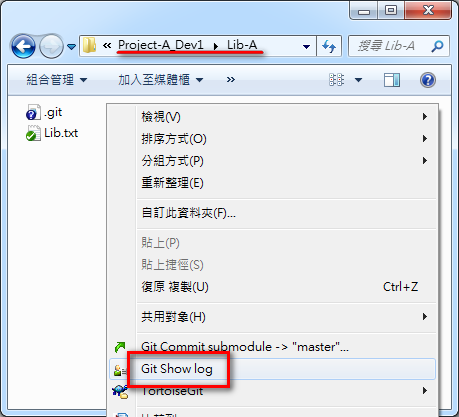 « Project-A_Dev1 Lib-A
搜尋 Lib-A
組合管理 加入至媒體櫃 »
.git
Lib.txt
檢視(V)
排序方式(O)
分組方式(P)
重新整理(E)
自訂此資料夾(F)...
貼上(P)
貼上捷徑(S)
復原 複製(U) Ctrl+Z
共用對象(H)
Git Commit submodule -> "master"...
Git Show log
TortoiseGit